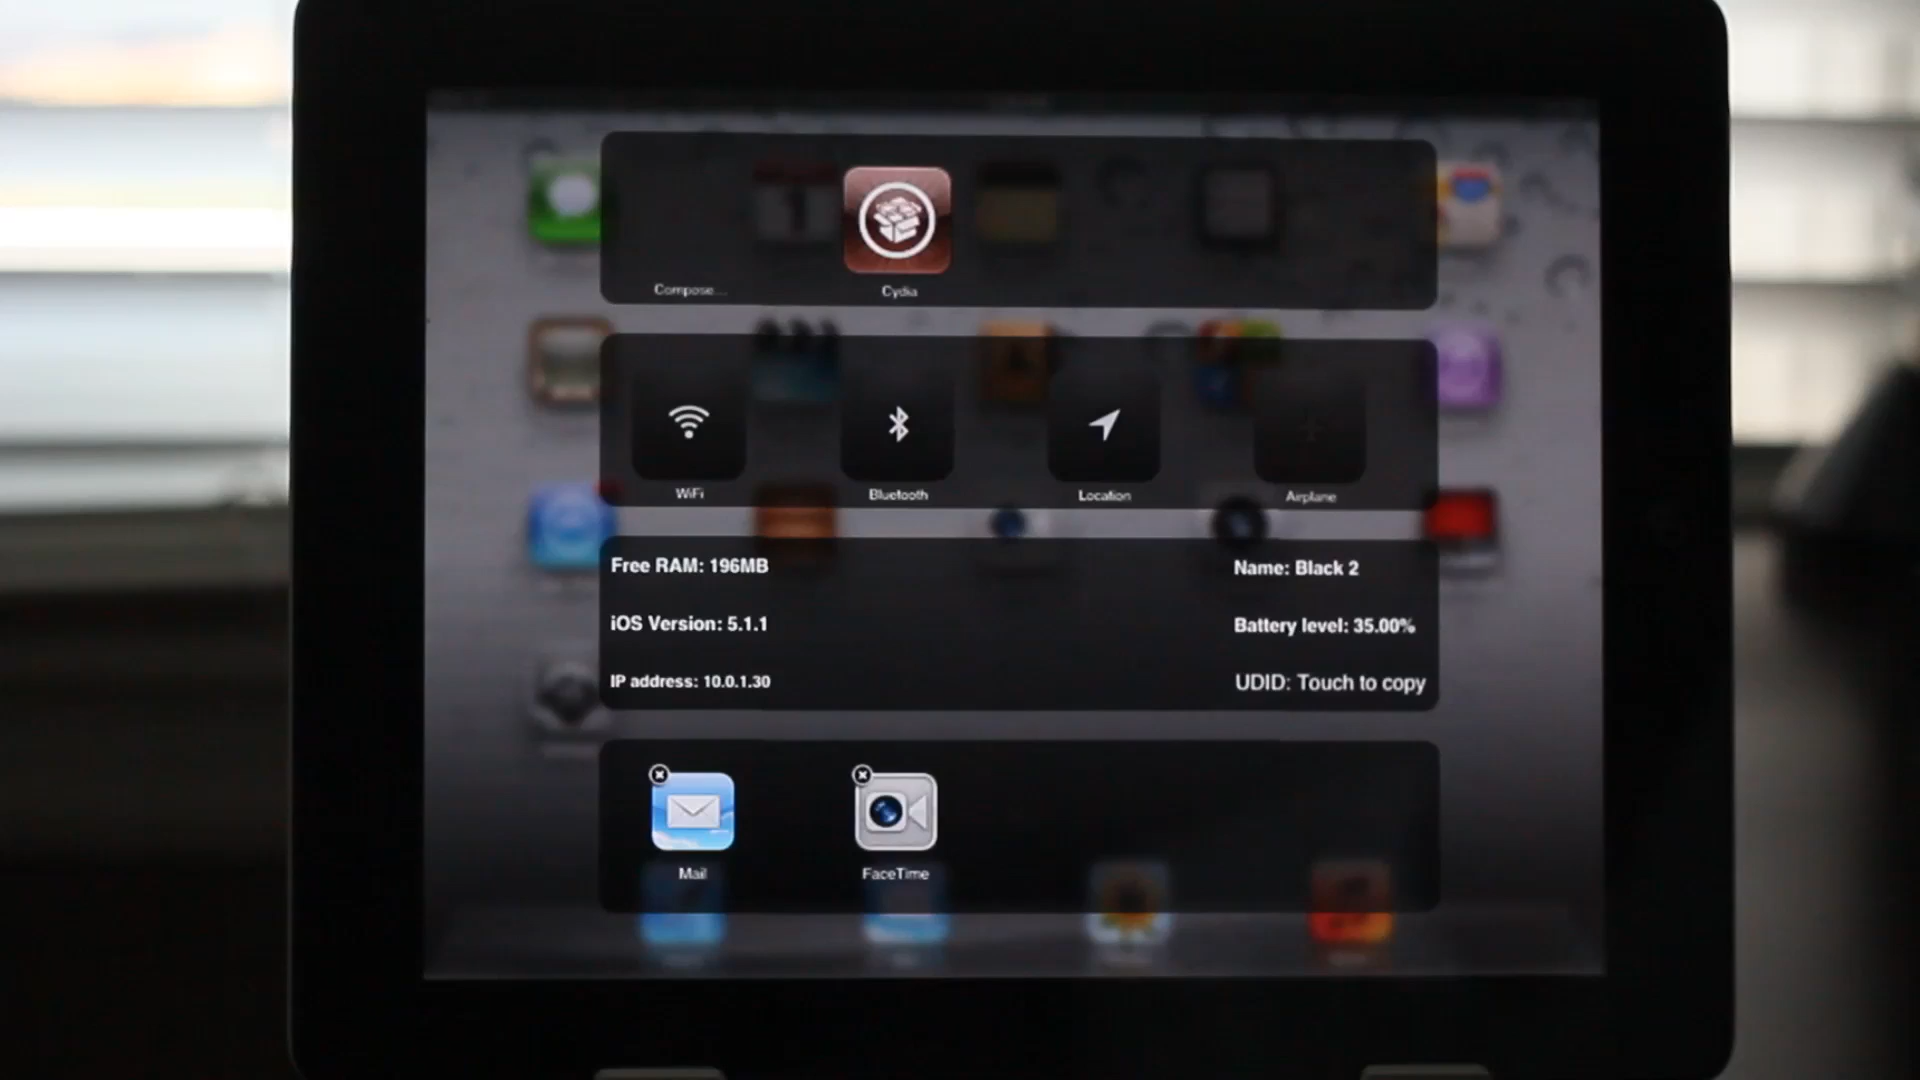 Compose...
Cydia
WiFi
Bluetooth
Location
Airplane
Free RAM: 196MB
Name: Black 2
iOS Version: 5.1.1
Battery level: 35.00%
IP address: 10.0.1.30
UDID: Touch to copy
Mail
FaceTime